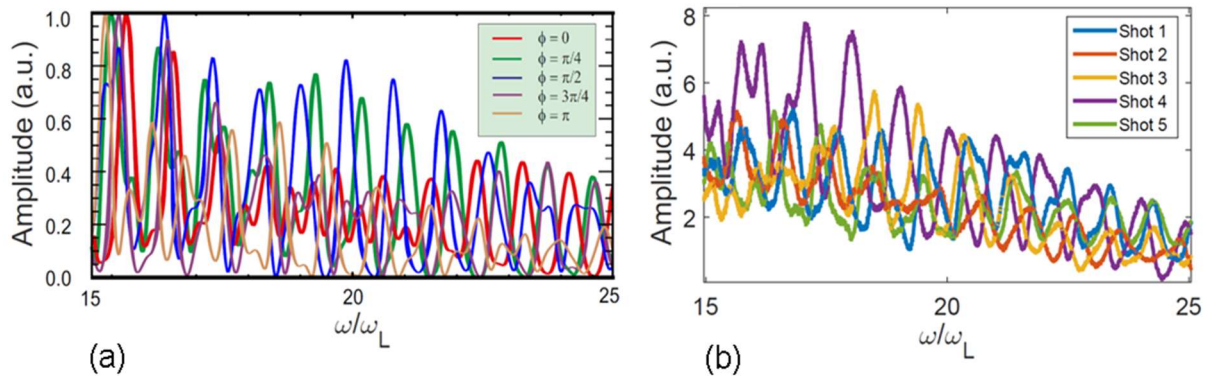 1.0
0.8
0.6
0.4
0.2
0.0
Amplitude (a.u.)
ϕ = 0
ϕ = π/4
ϕ = π/2
ϕ = 3π/4
ϕ = π
15
20
25
ω/ωL
(a)
8
6
4
2
Amplitude (a.u.)
Shot 1
Shot 2
Shot 3
Shot 4
Shot 5
15
20
25
ω/ωL
(b)